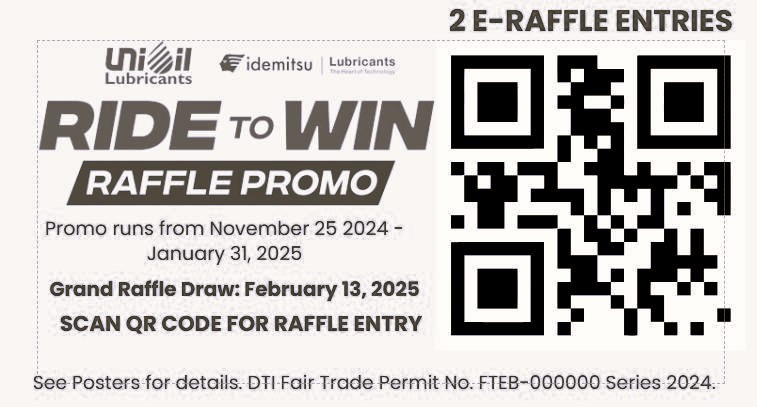 2 E-RAFFLE ENTRIES
UNIOIL
Lubricants
idemitsu | Lubricants
The Heart of Technology
RIDE TO WIN
RAFFLE PROMO
Promo runs from November 25 2024 -
January 31, 2025
Grand Raffle Draw: February 13, 2025
SCAN QR CODE FOR RAFFLE ENTRY
See Posters for details. DTI Fair Trade Permit No. FTEB-000000 Series 2024.